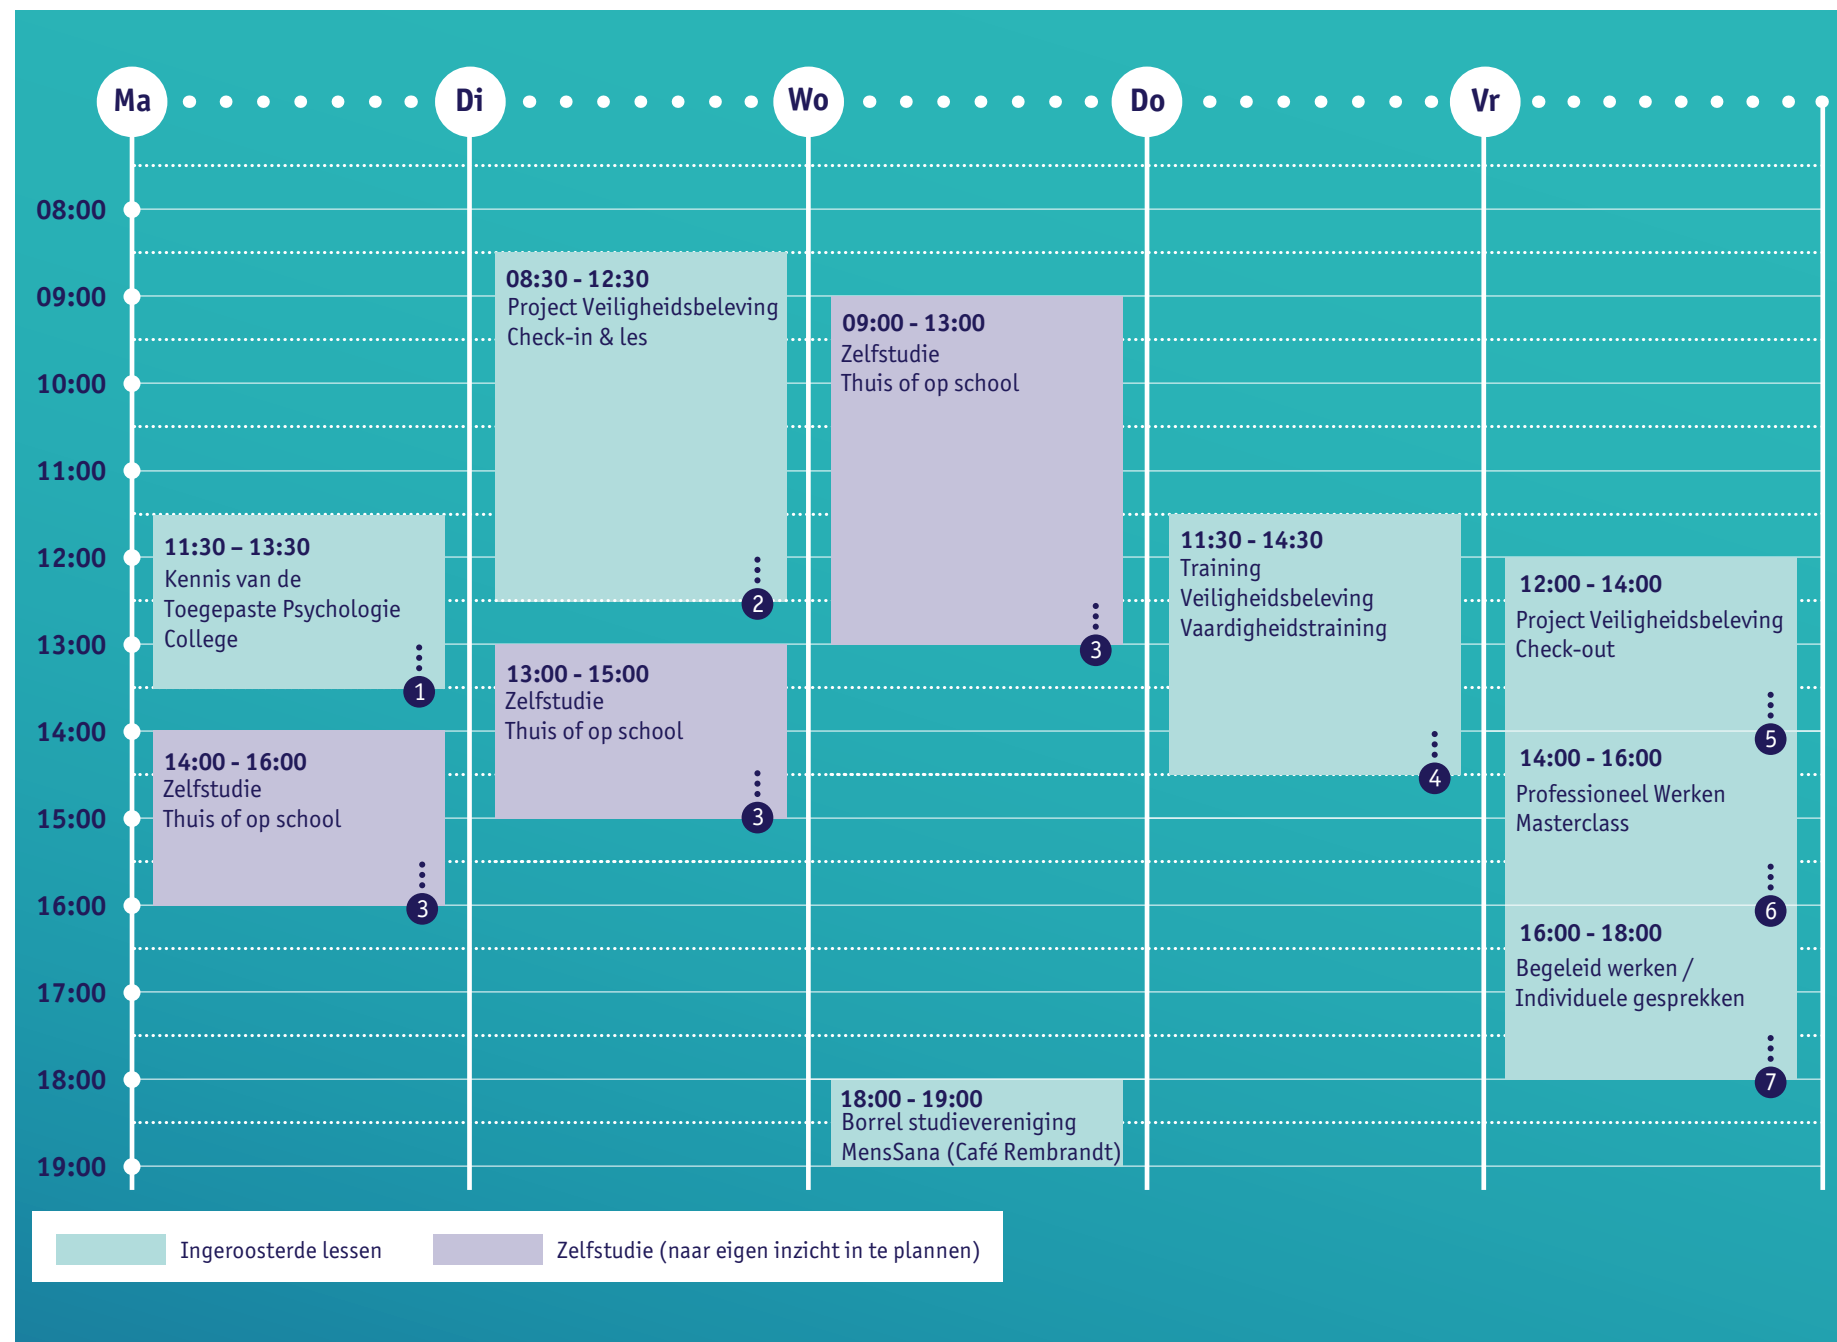 Ma
Di
Wo
Do
Vr
08:00
09:00
10:00
11:00
12:00
13:00
14:00
15:00
16:00
17:00
18:00
19:00
11:30 – 13:30
Kennis van de
Toegepaste Psychologie
College
1
14:00 - 16:00
Zelfstudie
Thuis of op school
3
08:30 - 12:30
Project Veiligheidsbeleving
Check-in & les
2
13:00 - 15:00
Zelfstudie
Thuis of op school
3
09:00 - 13:00
Zelfstudie
Thuis of op school
3
18:00 - 19:00
Borrel studievereniging
MensSana (Café Rembrandt)
11:30 - 14:30
Training
Veiligheidsbeleving
Vaardigheidstraining
4
12:00 - 14:00
Project Veiligheidsbeleving
Check-out
5
14:00 - 16:00
Professioneel Werken
Masterclass
6
16:00 - 18:00
Begeleid werken /
Individuele gesprekken
7
Ingeroosterde lessen
Zelfstudie (naar eigen inzicht in te plannen)